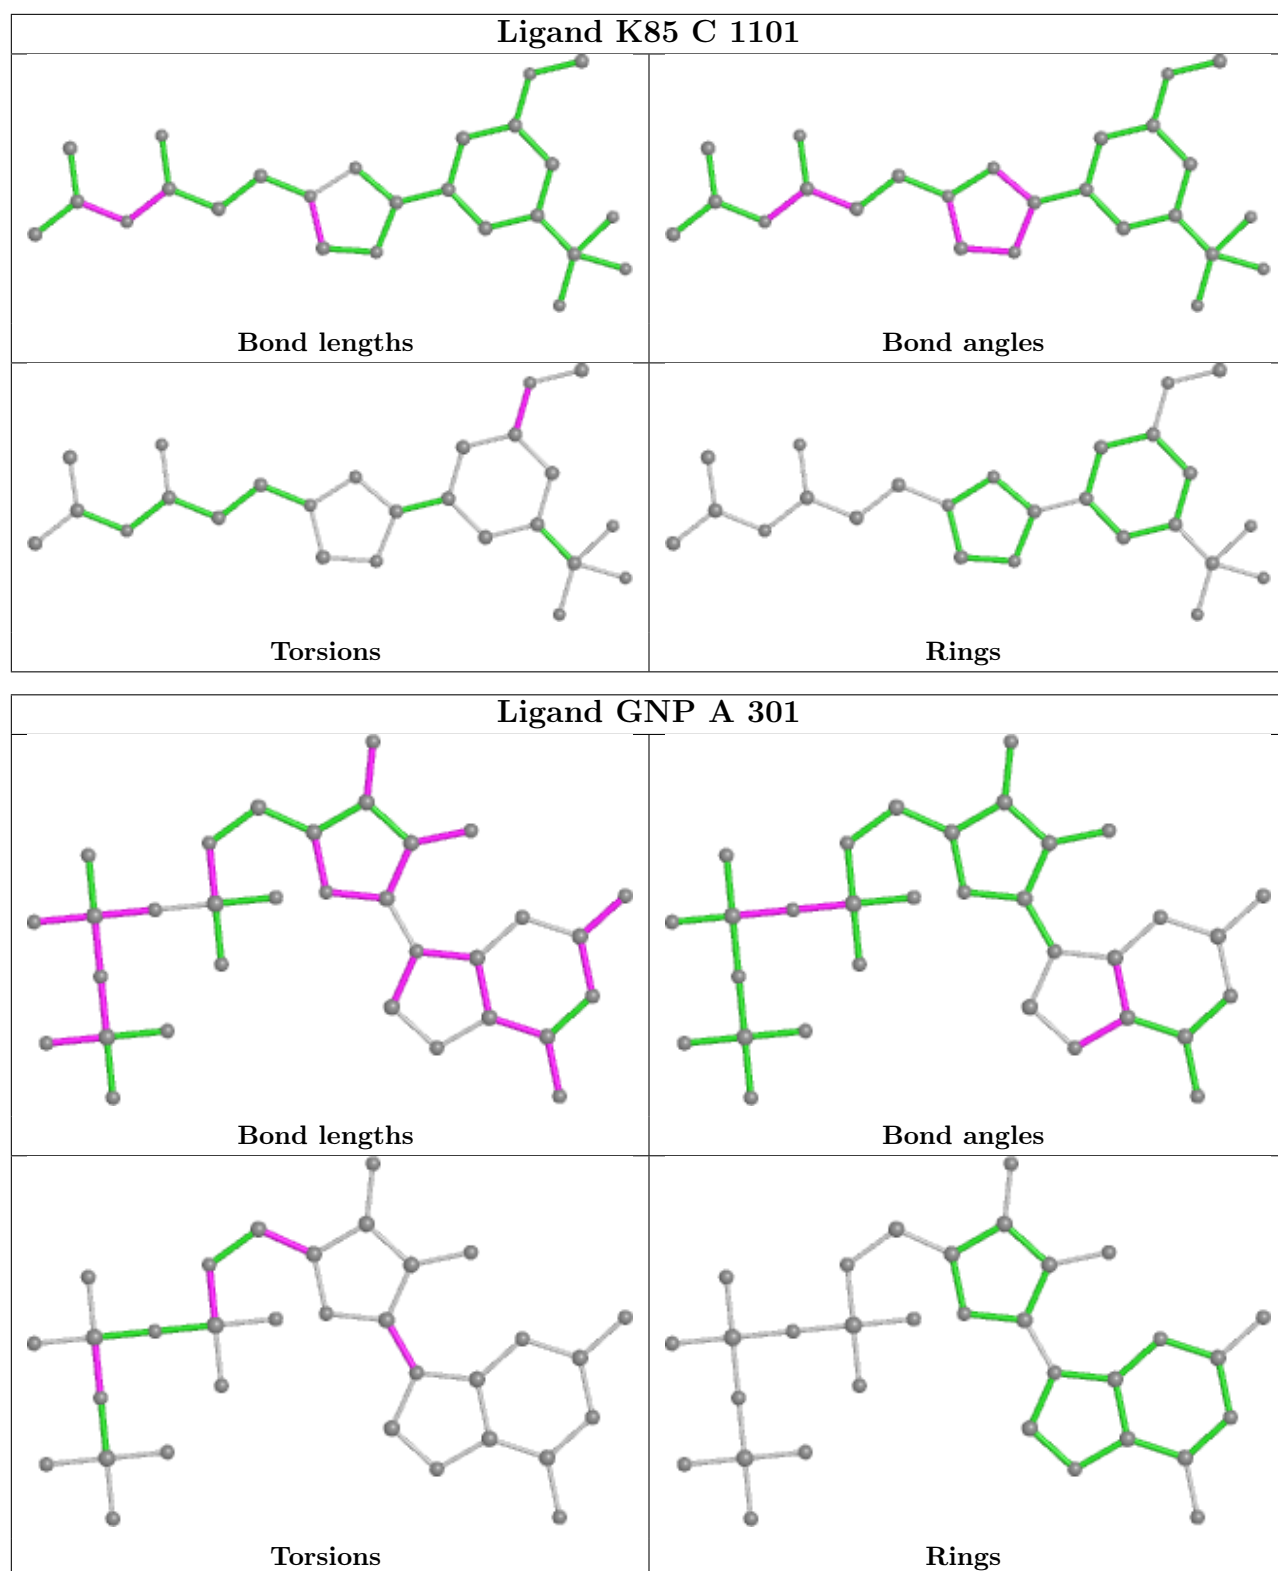 Ligand K85 C 1101
Bond lengths
Bond angles
Torsions
Rings
Ligand GNP A 301
Bond lengths
Bond angles
Torsions
Rings